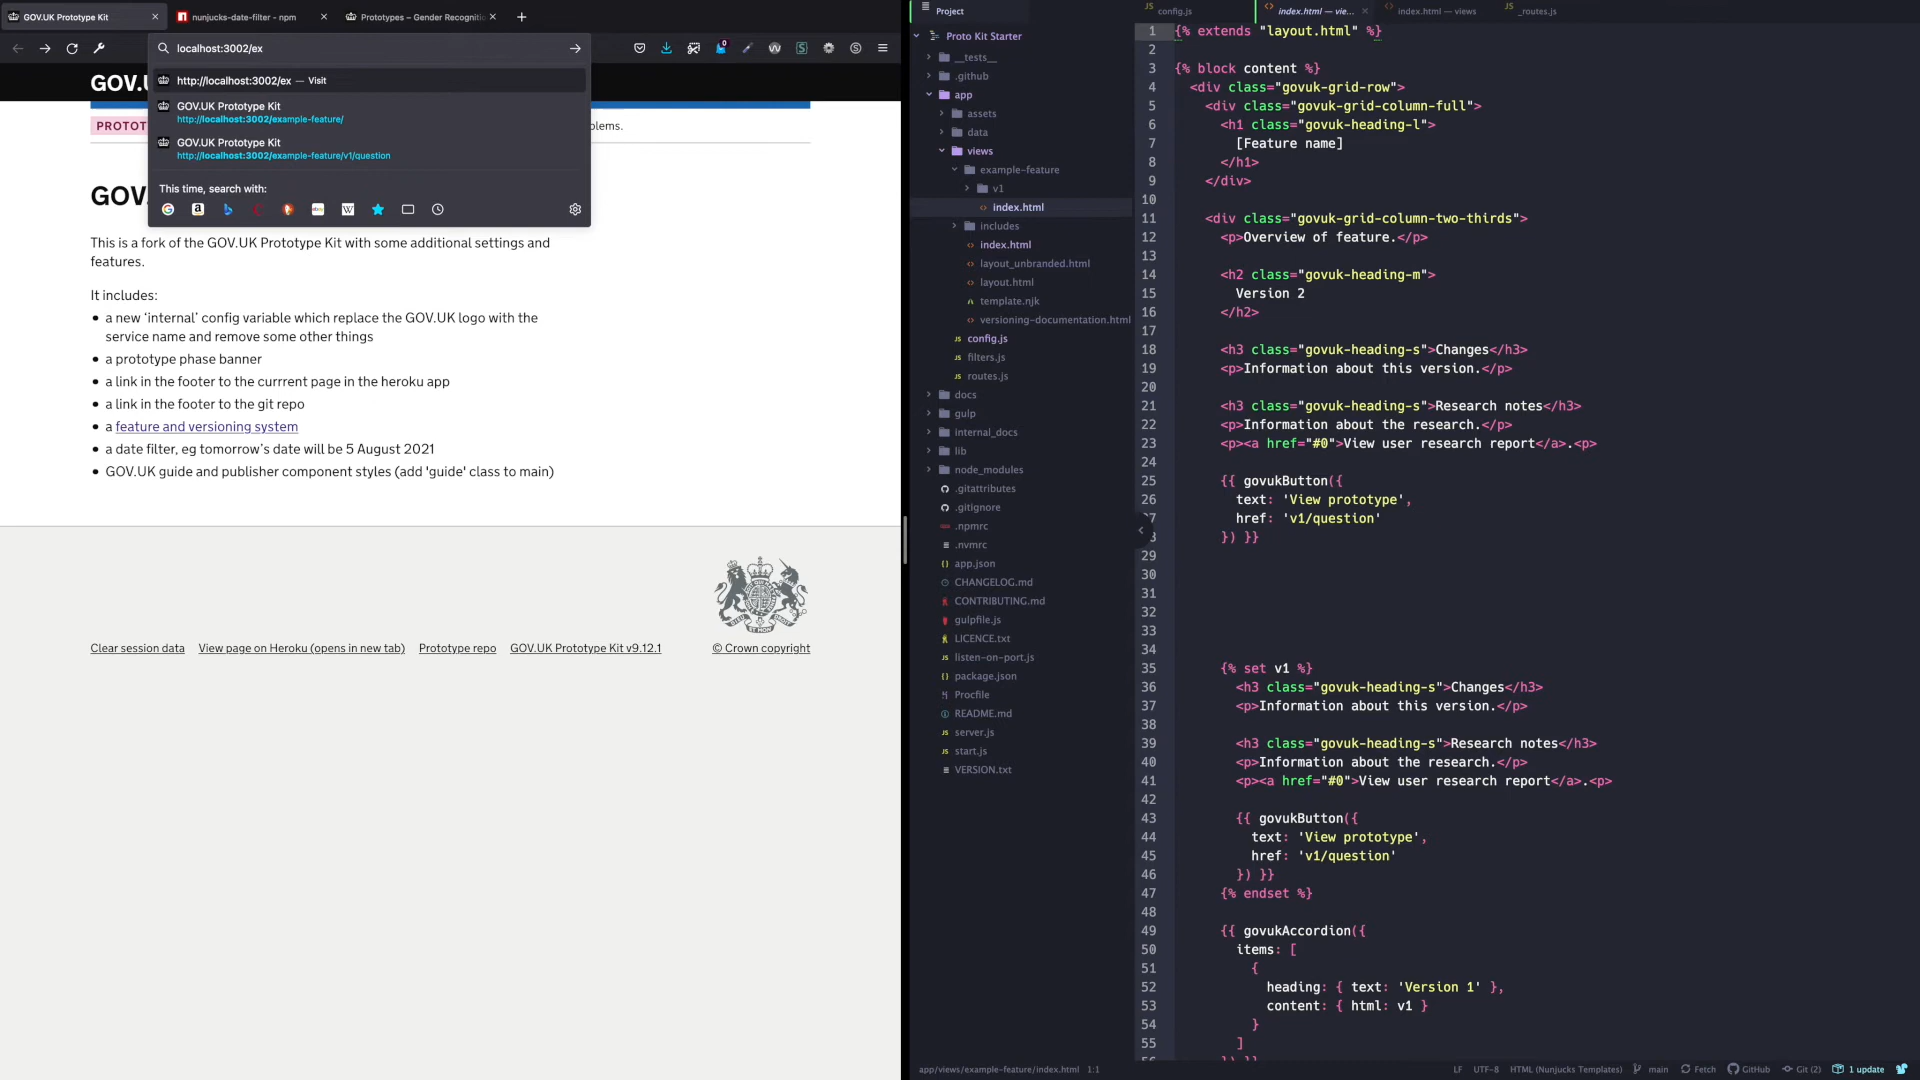 GOV.UK Prototype Kit
nunjucks-date-filter - npm
Prototypes – Gender Recogniti
localhost:3002/ex
http://localhost:3002/ex — Visit
GOV.UK Prototype Kit
http://localhost:3002/example-feature/
GOV.UK Prototype Kit
http://localhost:3002/example-feature/v1/question
This time, search with:
GOV.
PROTOT
blems.
GOV.
This is a fork of the GOV.UK Prototype Kit with some additional settings and
features.
It includes:
a new ‘internal’ config variable which replace the GOV.UK logo with the
service name and remove some other things
a prototype phase banner
a link in the footer to the currrent page in the heroku app
a link in the footer to the git repo
a feature and versioning system
a date filter, eg tomorrow’s date will be 5 August 2021
GOV.UK guide and publisher component styles (add 'guide' class to main)
Clear session data
View page on Heroku (opens in new tab)
Prototype repo
GOV.UK Prototype Kit v9.12.1
© Crown copyright
Project
Proto Kit Starter
__tests__
.github
app
assets
data
views
example-feature
v1
index.html
includes
index.html
layout_unbranded.html
layout.html
template.njk
versioning-documentation.html
config.js
filters.js
routes.js
docs
gulp
internal_docs
lib
node_modules
.gitattributes
.gitignore
.npmrc
.nvmrc
app.json
CHANGELOG.md
CONTRIBUTING.md
gulpfile.js
LICENCE.txt
listen-on-port.js
package.json
Procfile
README.md
server.js
start.js
VERSION.txt
config.js
index.html — vie...
index.html — views
_routes.js
1 {% extends "layout.html" %}
2
3 {% block content %}
4 <div class="govuk-grid-row">
5 <div class="govuk-grid-column-full">
6 <h1 class="govuk-heading-l">
7 [Feature name]
8 </h1>
9 </div>
10
11 <div class="govuk-grid-column-two-thirds">
12 <p>Overview of feature.</p>
13
14 <h2 class="govuk-heading-m">
15 Version 2
16 </h2>
17
18 <h3 class="govuk-heading-s">Changes</h3>
19 <p>Information about this version.</p>
20
21 <h3 class="govuk-heading-s">Research notes</h3>
22 <p>Information about the research.</p>
23 <p><a href="#0">View user research report</a>.<p>
24
25 {{ govukButton({
26 text: 'View prototype',
27 href: 'v1/question'
8 }) }}
29
30
31
32
33
34
35 {% set v1 %}
36 <h3 class="govuk-heading-s">Changes</h3>
37 <p>Information about this version.</p>
38
39 <h3 class="govuk-heading-s">Research notes</h3>
40 <p>Information about the research.</p>
41 <p><a href="#0">View user research report</a>.<p>
42
43 {{ govukButton({
44 text: 'View prototype',
45 href: 'v1/question'
46 }) }}
47 {% endset %}
48
49 {{ govukAccordion({
50 items: [
51 {
52 heading: { text: 'Version 1' },
53 content: { html: v1 }
54 }
55 ]
56 }) }}
app/views/example-feature/index.html 1:1
LF UTF-8 HTML (Nunjucks Templates) main Fetch GitHub Git (2) 1 update